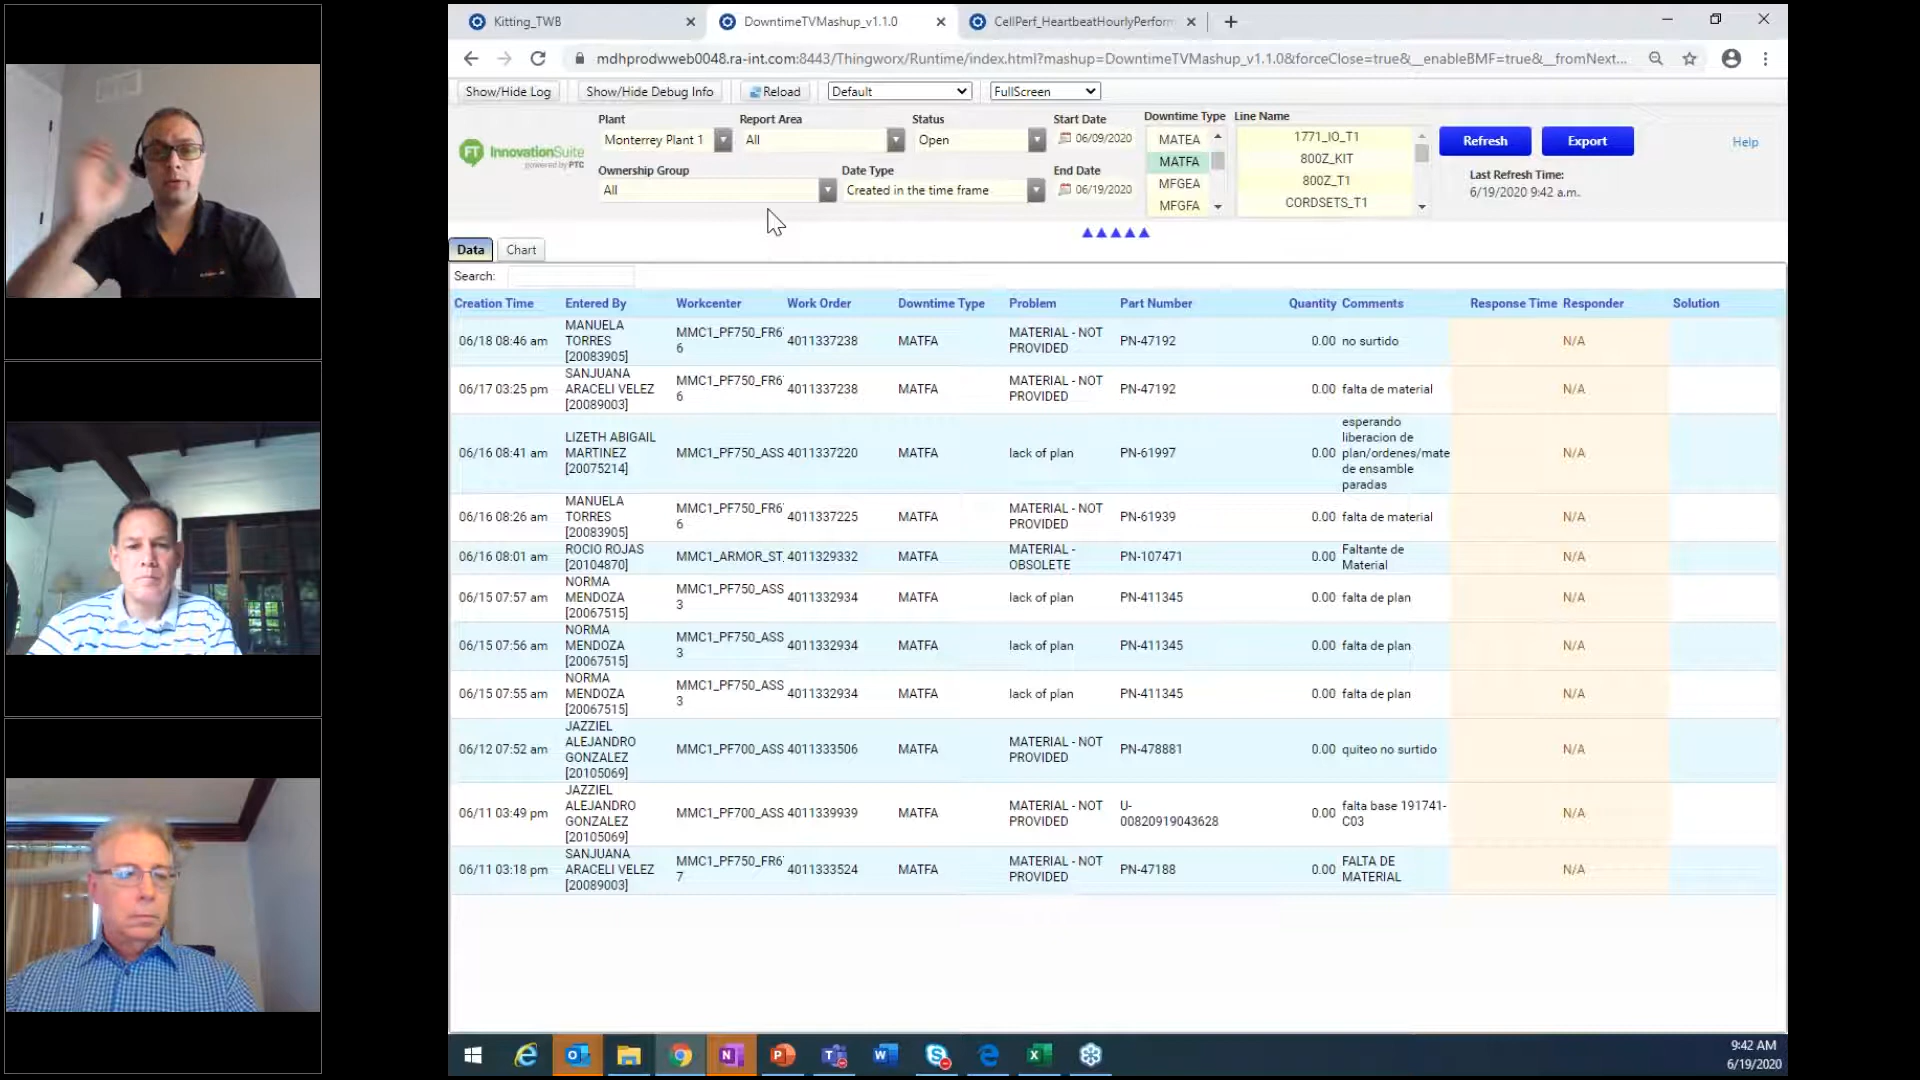 Kitting_TWB
DowntimeTVMashup_v1.1.0
CellPerf_HeartbeatHourlyPerform
mdhprodwweb0048.ra-int.com:8443/Thingworx/Runtime/index.html?mashup=DowntimeTVMashup_v1.1.0&forceClose=true&__enableBMF=true&__fromNext...
Show/Hide Log Show/Hide Debug Info Reload Default FullScreen
FT InnovationSuite
powered by PTC
Plant Report Area Status Start Date Downtime Type Line Name
Monterrey Plant 1 All Open 06/09/2020
Ownership Group Date Type End Date
All Created in the time frame 06/19/2020
MATEA
MATFA
MFGEA
MFGFA
1771_IO_T1
800Z_KIT
800Z_T1
CORDSETS_T1
Refresh Export Help
Last Refresh Time:
6/19/2020 9:42 a.m.
Data Chart
Search:
Creation Time Entered By Workcenter Work Order Downtime Type Problem Part Number Quantity Comments Response Time Responder Solution
06/18 08:46 am MANUELA TORRES [20083905] MMC1_PF750_FR6 6 4011337238 MATFA MATERIAL - NOT PROVIDED PN-47192 0.00 no surtido N/A
06/17 03:25 pm SANJUANA ARACELI VELEZ [20089003] MMC1_PF750_FR6 6 4011337238 MATFA MATERIAL - NOT PROVIDED PN-47192 0.00 falta de material N/A
06/16 08:41 am LIZETH ABIGAIL MARTINEZ [20075214] MMC1_PF750_ASS 4011337220 MATFA lack of plan PN-61997 0.00 esperando liberacion de plan/ordenes/mate de ensamble paradas N/A
06/16 08:26 am MANUELA TORRES [20083905] MMC1_PF750_FR6 6 4011337225 MATFA MATERIAL - NOT PROVIDED PN-61939 0.00 falta de material N/A
06/16 08:01 am ROCIO ROJAS [20104870] MMC1_ARMOR_ST 4011329332 MATFA MATERIAL - OBSOLETE PN-107471 0.00 Faltante de Material N/A
06/15 07:57 am NORMA MENDOZA [20067515] MMC1_PF750_ASS 3 4011332934 MATFA lack of plan PN-411345 0.00 falta de plan N/A
06/15 07:56 am NORMA MENDOZA [20067515] MMC1_PF750_ASS 3 4011332934 MATFA lack of plan PN-411345 0.00 falta de plan N/A
06/15 07:55 am NORMA MENDOZA [20067515] MMC1_PF750_ASS 3 4011332934 MATFA lack of plan PN-411345 0.00 falta de plan N/A
06/12 07:52 am JAZZIEL ALEJANDRO GONZALEZ [20105069] MMC1_PF700_ASS 4011333506 MATFA MATERIAL - NOT PROVIDED PN-478881 0.00 quiteo no surtido N/A
06/11 03:49 pm JAZZIEL ALEJANDRO GONZALEZ [20105069] MMC1_PF700_ASS 4011339939 MATFA MATERIAL - NOT PROVIDED U-00820919043628 0.00 falta base 191741-C03 N/A
06/11 03:18 pm SANJUANA ARACELI VELEZ [20089003] MMC1_PF750_FR6 7 4011333524 MATFA MATERIAL - NOT PROVIDED PN-47188 0.00 FALTA DE MATERIAL N/A
9:42 AM
6/19/2020